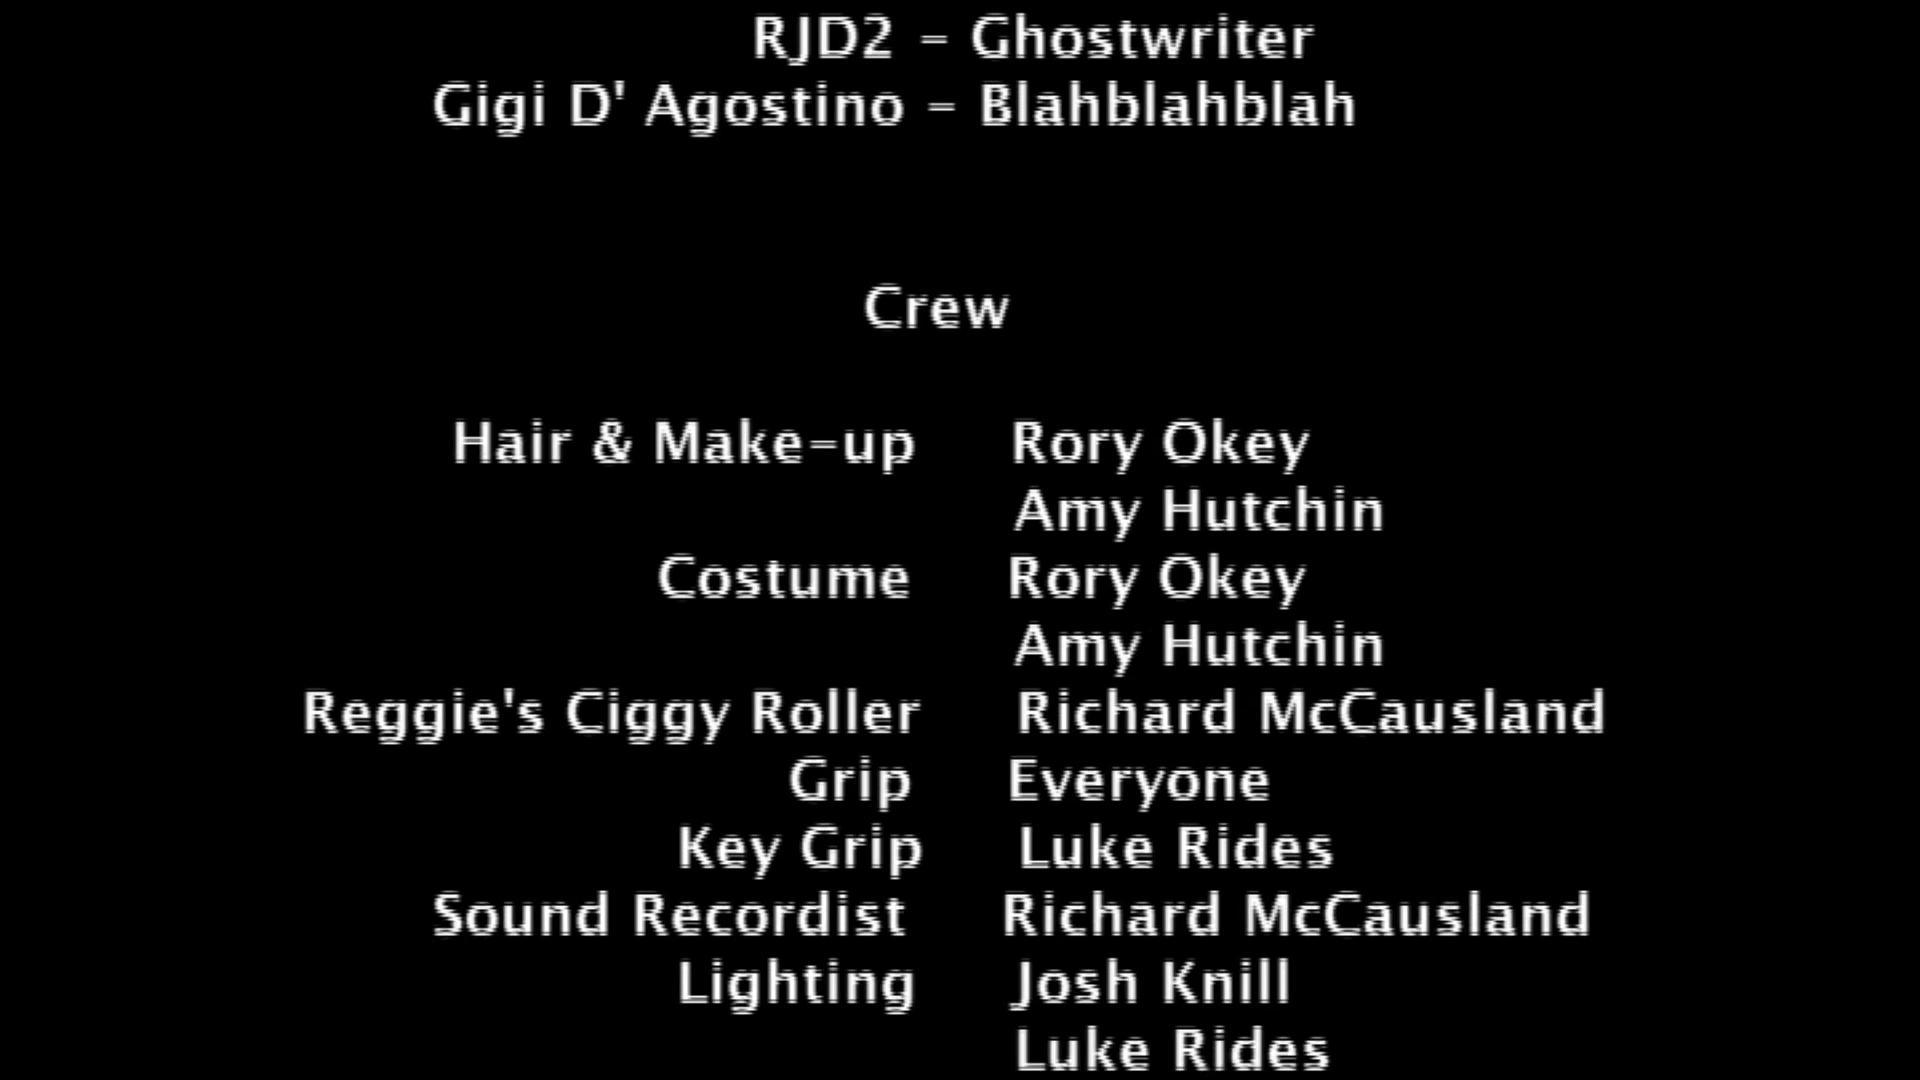 RJD2 - Ghostwriter
Gigi D' Agostino - Blahblahblah
Crew
Hair & Make-up Rory Okey
Amy Hutchin
Costume Rory Okey
Amy Hutchin
Reggie's Ciggy Roller Richard McCausland
Grip Everyone
Key Grip Luke Rides
Sound Recordist Richard McCausland
Lighting Josh Knill
Luke Rides